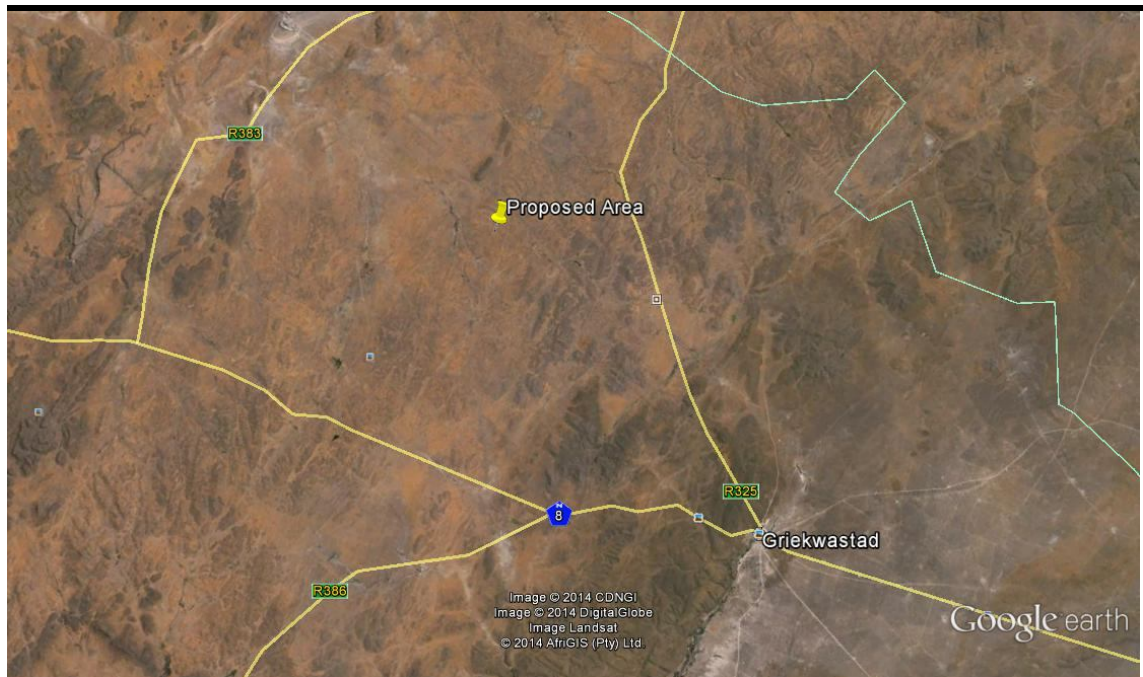 R383
Proposed Area
R325
N
8
Griekwastad
R386
Image © 2014 CDNGI
Image © 2014 DigitalGlobe
Image Landsat
© 2014 AfriGIS (Pty) Ltd.
Google earth